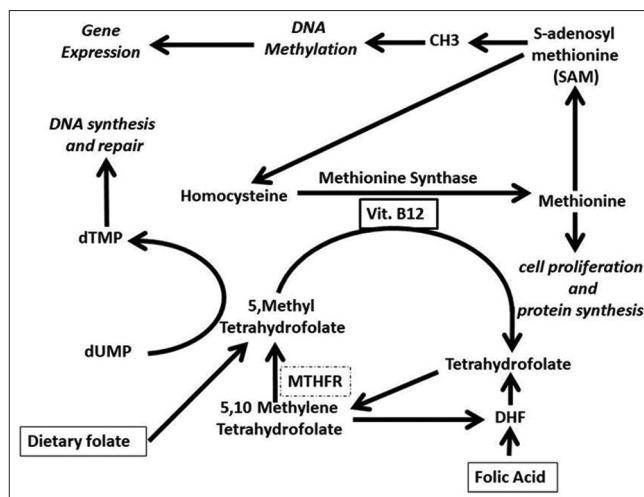 Gene
Expression
DNA
Methylation
CH3
S-adenosyl
methionine
(SAM)
DNA synthesis
and repair
Homocysteine
Methionine Synthase
Methionine
Vit. B12
dTMP
cell proliferation
and
protein synthesis
5,Methyl
Tetrahydrofolate
dUMP
Tetrahydrofolate
MTHFR
5,10 Methylene
Tetrahydrofolate
DHF
Dietary folate
Folic Acid